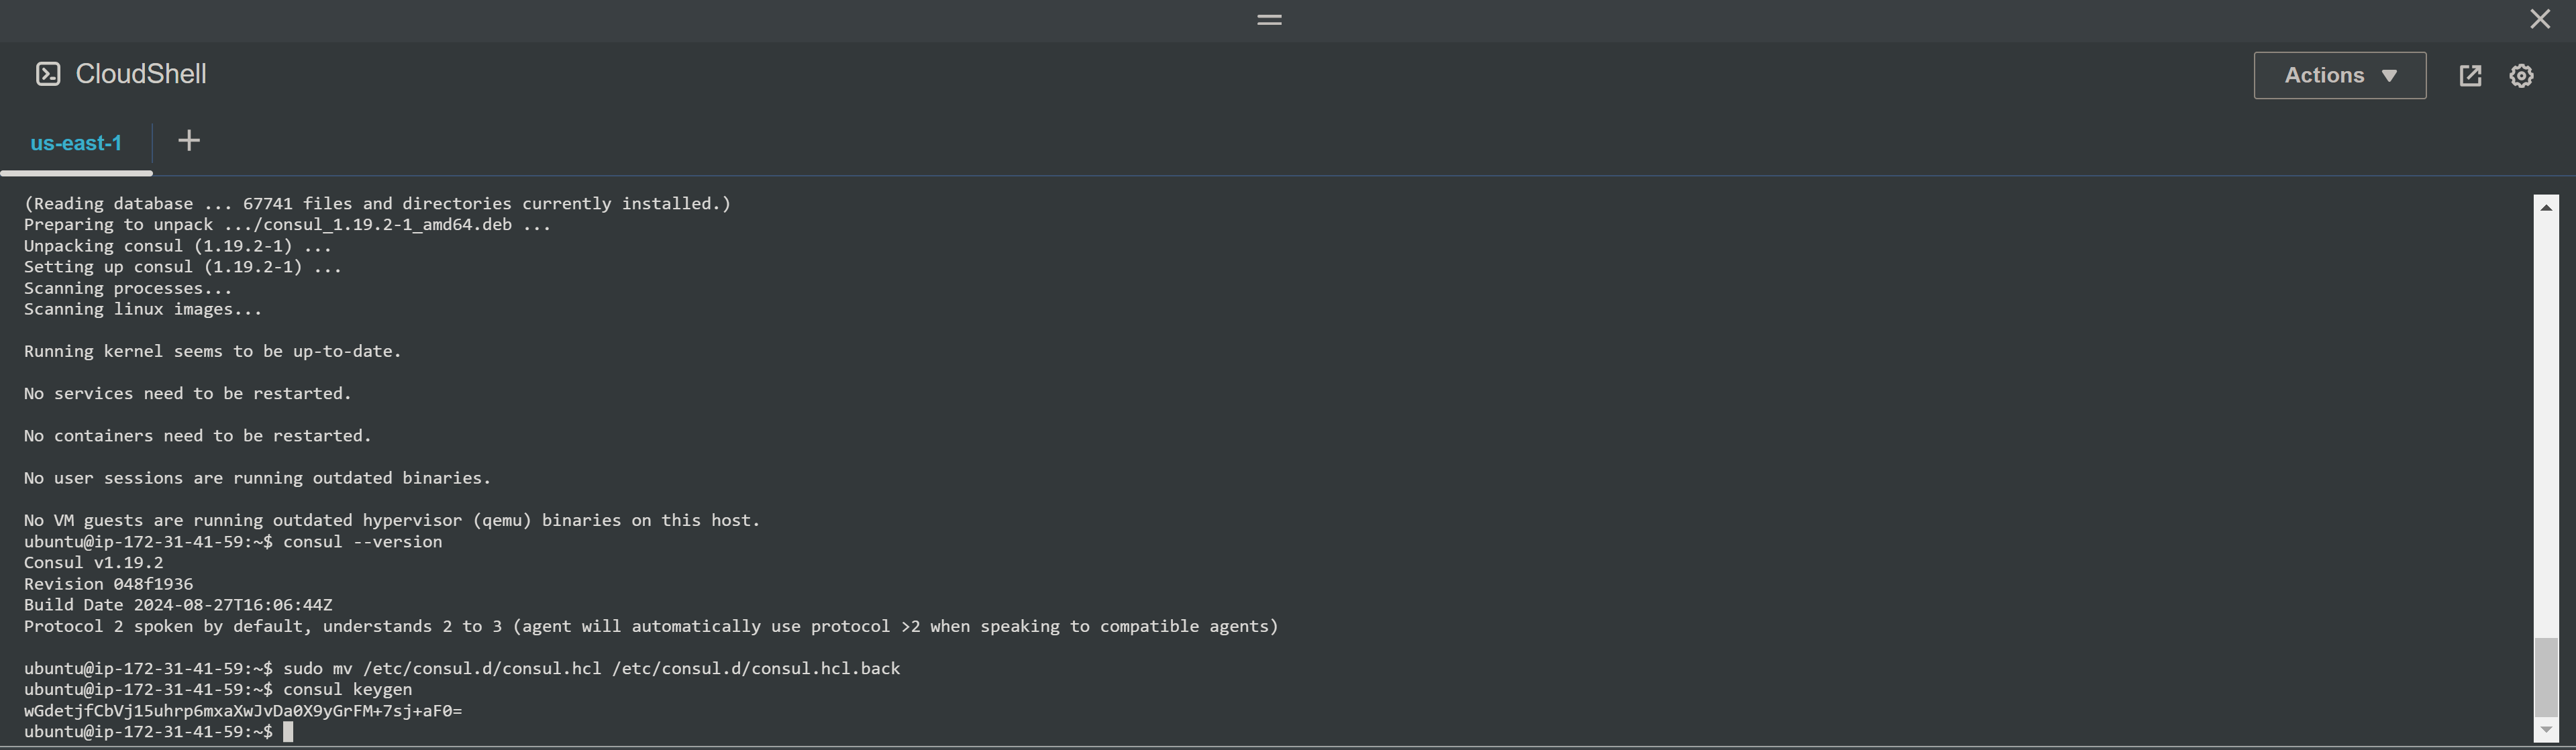 CloudShell
Actions
us-east-1
(Reading database ... 67741 files and directories currently installed.)
Preparing to unpack .../consul_1.19.2-1_amd64.deb ...
Unpacking consul (1.19.2-1) ...
Setting up consul (1.19.2-1) ...
Scanning processes...
Scanning linux images...
Running kernel seems to be up-to-date.
No services need to be restarted.
No containers need to be restarted.
No user sessions are running outdated binaries.
No VM guests are running outdated hypervisor (qemu) binaries on this host.
ubuntu@ip-172-31-41-59:~$ consul --version
Consul v1.19.2
Revision 048f1936
Build Date 2024-08-27T16:06:44Z
Protocol 2 spoken by default, understands 2 to 3 (agent will automatically use protocol >2 when speaking to compatible agents)
ubuntu@ip-172-31-41-59:~$ sudo mv /etc/consul.d/consul.hcl /etc/consul.d/consul.hcl.back
ubuntu@ip-172-31-41-59:~$ consul keygen
wGdetjfCbVj15uhrp6mxaXwJvDa0X9yGrFM+7sj+aF0=
ubuntu@ip-172-31-41-59:~$